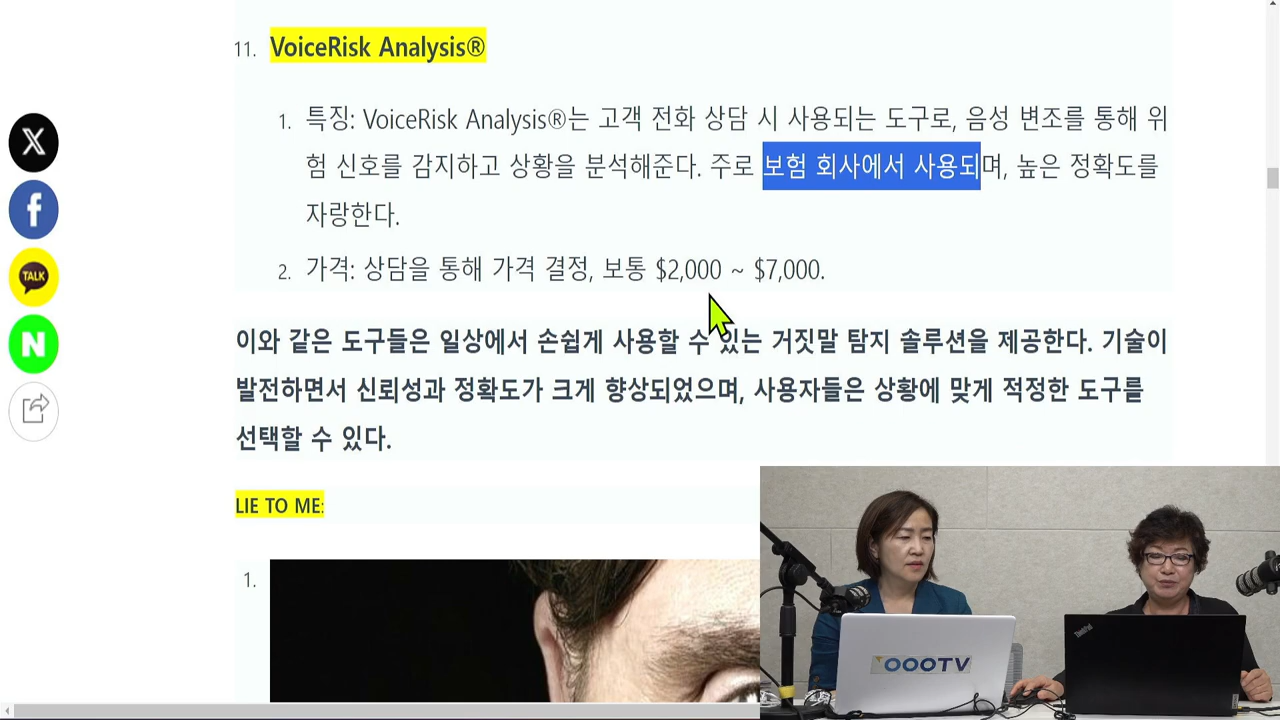 11. VoiceRisk Analysis®
1. 특징: VoiceRisk Analysis®는 고객 전화 상담 시 사용되는 도구로, 음성 변조를 통해 위
험 신호를 감지하고 상황을 분석해준다. 주로 보험 회사에서 사용되며, 높은 정확도를
자랑한다.
2. 가격: 상담을 통해 가격 결정, 보통 $2,000 ~ $7,000.
이와 같은 도구들은 일상에서 손쉽게 사용할 수 있는 거짓말 탐지 솔루션을 제공한다. 기술이
발전하면서 신뢰성과 정확도가 크게 향상되었으며, 사용자들은 상황에 맞게 적정한 도구를
선택할 수 있다.
LIE TO ME:
1.
X
f
TALK
N
OOOTV
ThinkPad